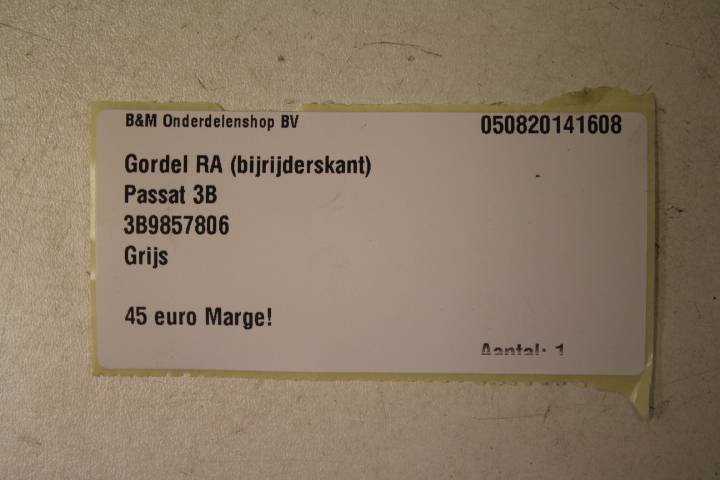 B&M Onderdelenshop BV 050820141608
Gordel RA (bijrijderskant)
Passat 3B
3B9857806
Grijs
45 euro Marge!
Aantal: 1